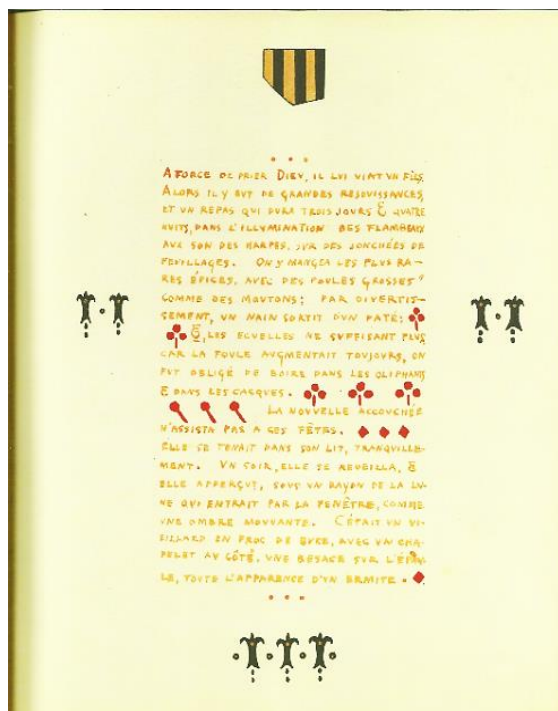 A FORCE DE PRIER DIEV, IL LVI VINT VN FILS.
ALORS IL Y EVT DE GRANDES RESOVISSANCES,
ET VN REPAS QVI DVRA TROIS JOVRS & QVATRE
NVITS, DANS L'ILLVMINATION DES FLAMBEAVX
AVX SON DES HARPES, SVR DES JONCHÉES DE
FEVILLAGES. ON Y MANGEA LES PLVS RA-
RES ÉPICES, AVEC DES POVLES GROSSES
COMME DES MOVTONS; PAR DIVERTIS-
SEMENT, VN NAIN SORTIT D'VN PATÉ;
&, LES ECVELLES NE SVFFISANT PLVS
CAR LA FOVLE AVGMENTAIT TOVJOVRS, ON
FVT OBLIGÉ DE BOIRE DANS LES OLIPHANTS
& DANS LES CASQVES.
LA NOVVELLE ACCOVCHÉE
N'ASSISTA PAS A CES FÊTES.
ELLE SE TENAIT DANS SON LIT, TRANQVILLE-
MENT. VN SOIR, ELLE SE REVEILLA, &
ELLE APPERÇVT, SOVS VN RAYON DE LA LV-
NE QVI ENTRAIT PAR LA FENÊTRE, COMME
VNE OMBRE MOVVANTE. C'ÉTAIT VN VI-
EILLARD EN FROC DE BVRE, AVEC VN CHA-
PELET AV CÔTÉ, VNE BESACE SVR L'ÉPAV-
LE, TOVTE L'APPARENCE D'VN ERMITE.